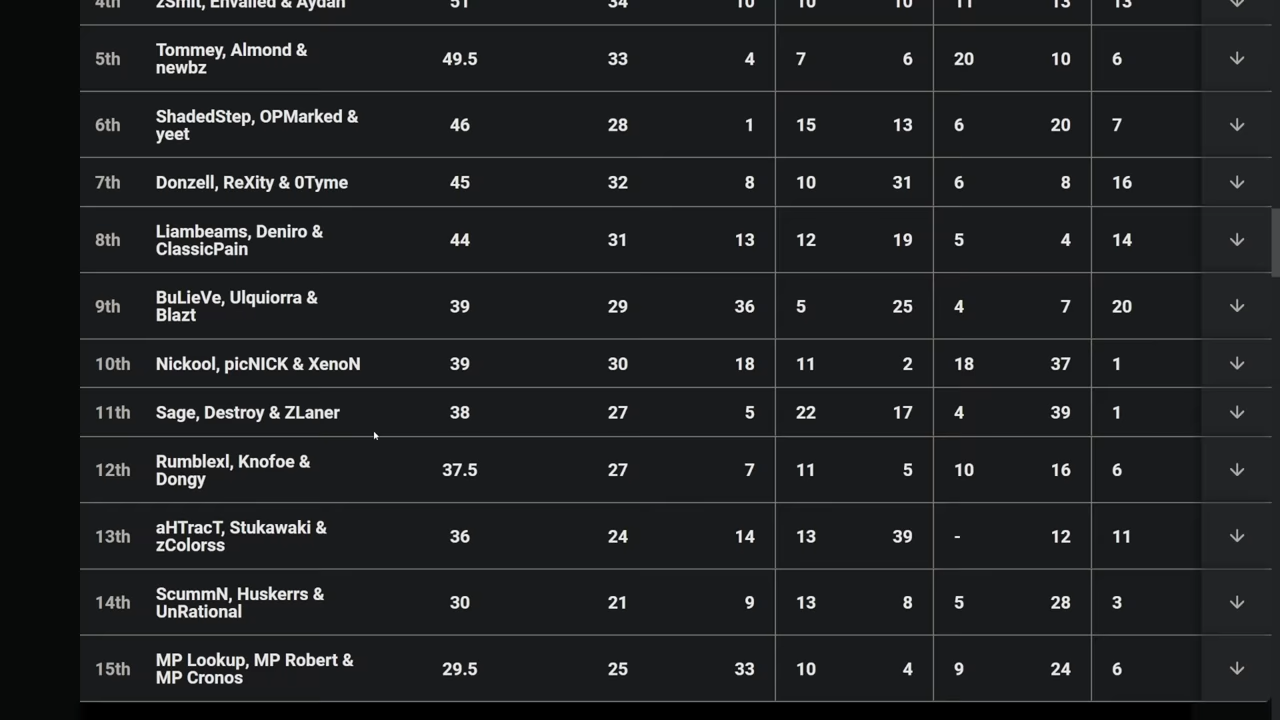 4th zSmit, Envalled & Aydan 51 34 10 10 10 11 13 13
5th Tommey, Almond & newbz 49.5 33 4 7 6 20 10 6
6th ShadedStep, OPMarked & yeet 46 28 1 15 13 6 20 7
7th Donzell, ReXity & 0Tyme 45 32 8 10 31 6 8 16
8th Liambeams, Deniro & ClassicPain 44 31 13 12 19 5 4 14
9th BuLieVe, Ulquiorra & Blazt 39 29 36 5 25 4 7 20
10th Nickool, picNICK & XenoN 39 30 18 11 2 18 37 1
11th Sage, Destroy & ZLaner 38 27 5 22 17 4 39 1
12th Rumblexl, Knofoe & Dongy 37.5 27 7 11 5 10 16 6
13th aHTracT, Stukawaki & zColorss 36 24 14 13 39 - 12 11
14th ScummN, Huskerrs & UnRational 30 21 9 13 8 5 28 3
15th MP Lookup, MP Robert & MP Cronos 29.5 25 33 10 4 9 24 6